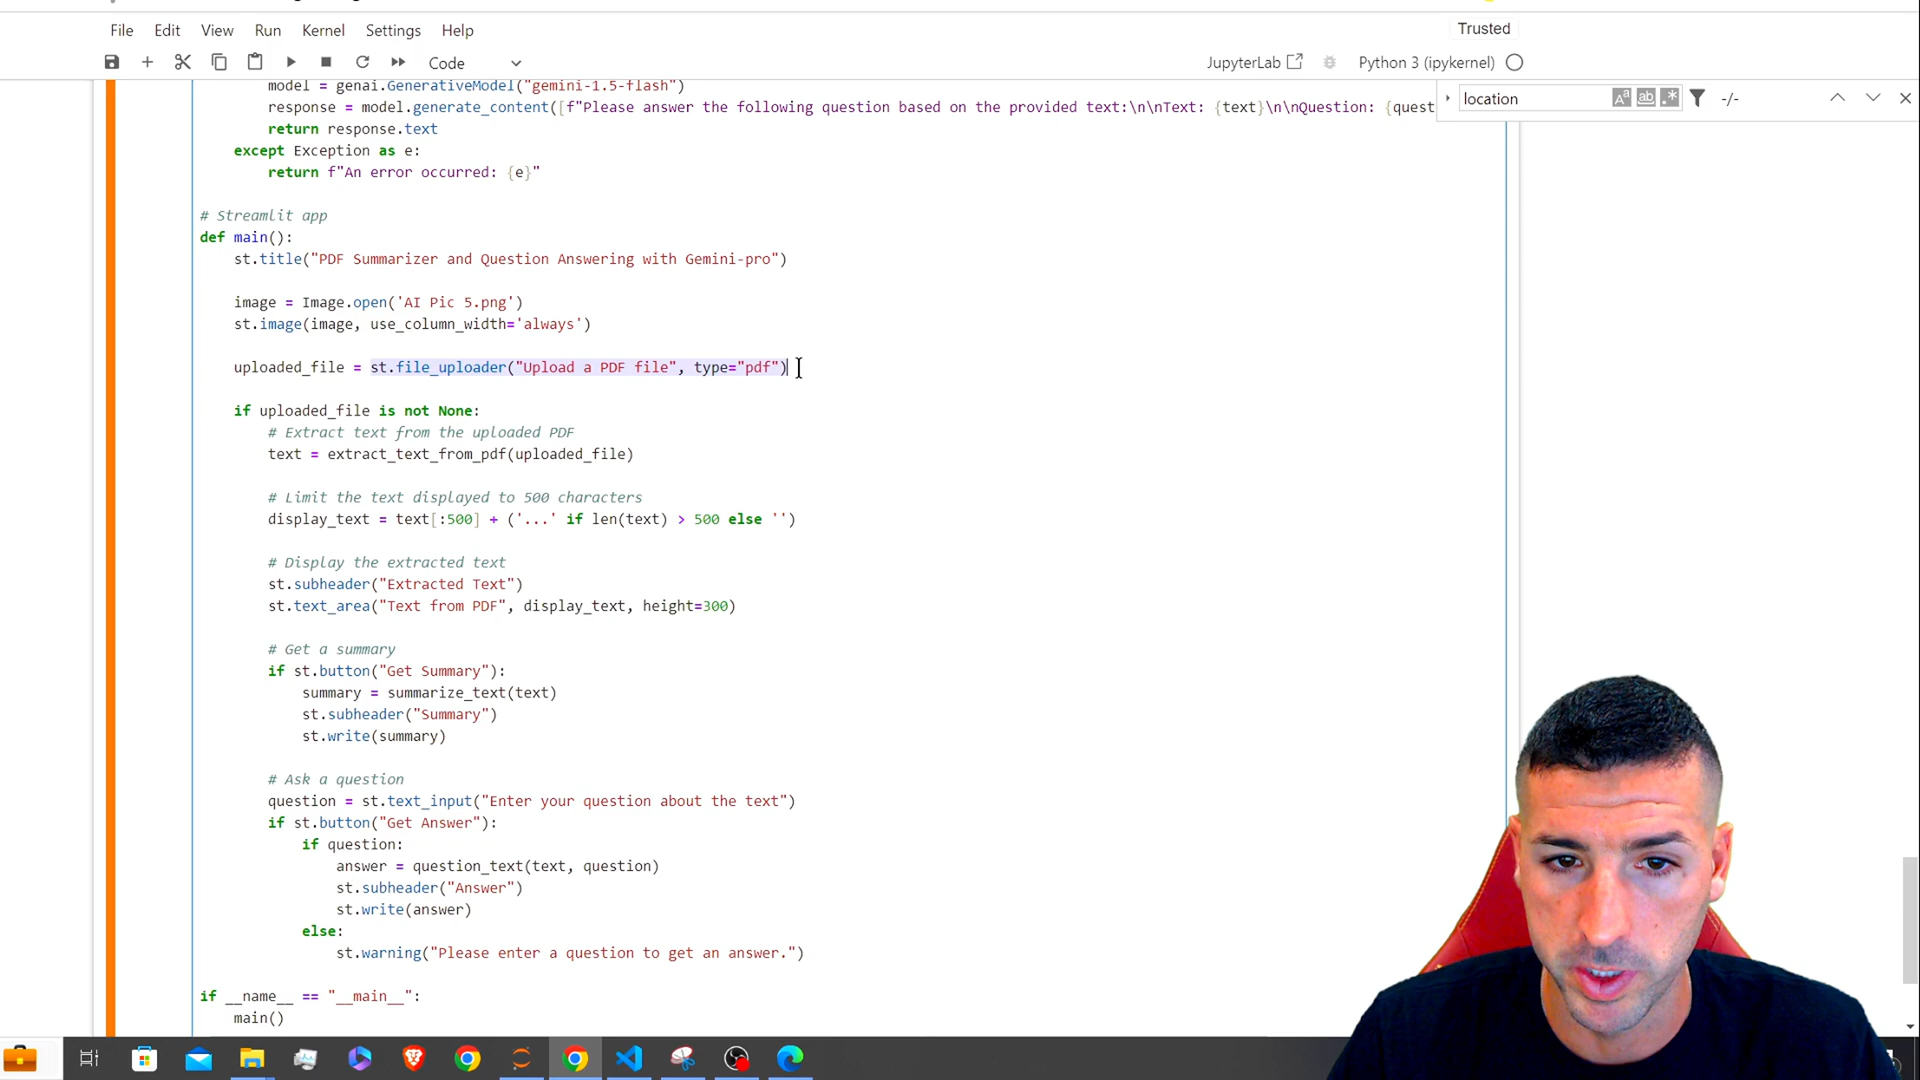 File Edit View Run Kernel Settings Help
Trusted
Code
JupyterLab
Python 3 (ipykernel)
location
-/-
model = genai.GenerativeModel("gemini-1.5-flash")
response = model.generate_content([f"Please answer the following question based on the provided text:\n\nText: {text}\n\nQuestion: {quest
return response.text
except Exception as e:
return f"An error occurred: {e}"
# Streamlit app
def main():
st.title("PDF Summarizer and Question Answering with Gemini-pro")
image = Image.open('AI Pic 5.png')
st.image(image, use_column_width='always')
uploaded_file = st.file_uploader("Upload a PDF file", type="pdf")
if uploaded_file is not None:
# Extract text from the uploaded PDF
text = extract_text_from_pdf(uploaded_file)
# Limit the text displayed to 500 characters
display_text = text[:500] + ('...' if len(text) > 500 else '')
# Display the extracted text
st.subheader("Extracted Text")
st.text_area("Text from PDF", display_text, height=300)
# Get a summary
if st.button("Get Summary"):
summary = summarize_text(text)
st.subheader("Summary")
st.write(summary)
# Ask a question
question = st.text_input("Enter your question about the text")
if st.button("Get Answer"):
if question:
answer = question_text(text, question)
st.subheader("Answer")
st.write(answer)
else:
st.warning("Please enter a question to get an answer.")
if __name__ == "__main__":
main()